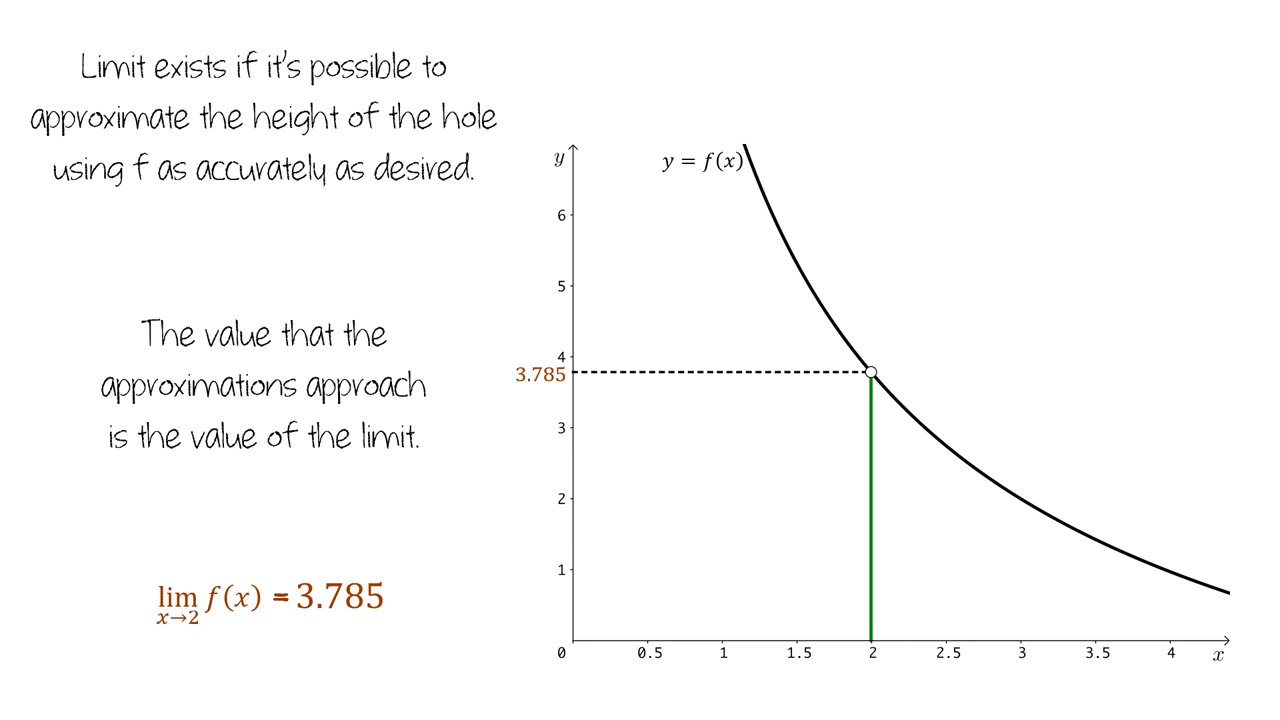 Limit exists if it's possible to
approximate the height of the hole
using f as accurately as desired.
The value that the
approximations approach
is the value of the limit.
lim f(x) = 3.785
x→2
y
y = f(x)
6
5
4
3.785
3
2
1
0 0.5 1 1.5 2 2.5 3 3.5 4 x